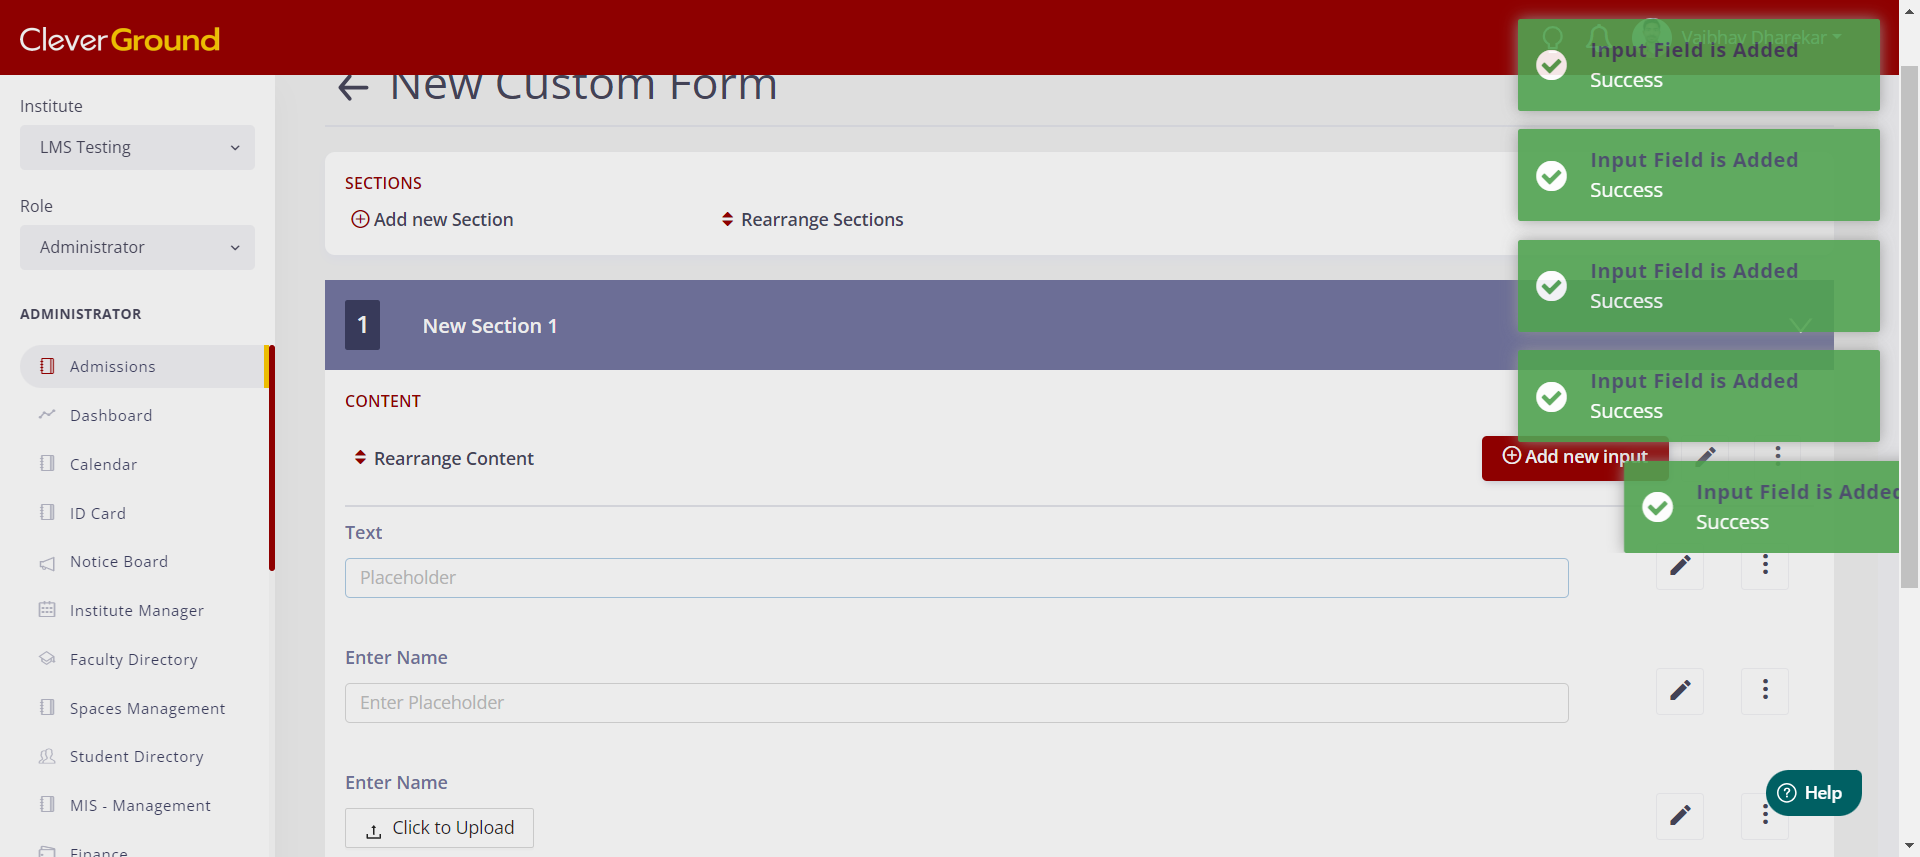 CleverGround
Vaibhav Dharekar
Institute
LMS Testing
Role
Administrator
ADMINISTRATOR
Admissions
Dashboard
Calendar
ID Card
Notice Board
Institute Manager
Faculty Directory
Spaces Management
Student Directory
MIS - Management
Finance
New Custom Form
SECTIONS
Add new Section
Rearrange Sections
1
New Section 1
CONTENT
Rearrange Content
Add new input
Text
Placeholder
Enter Name
Enter Placeholder
Enter Name
Click to Upload
Input Field is Added
Success
Input Field is Added
Success
Input Field is Added
Success
Input Field is Added
Success
Input Field is Added
Success
Help